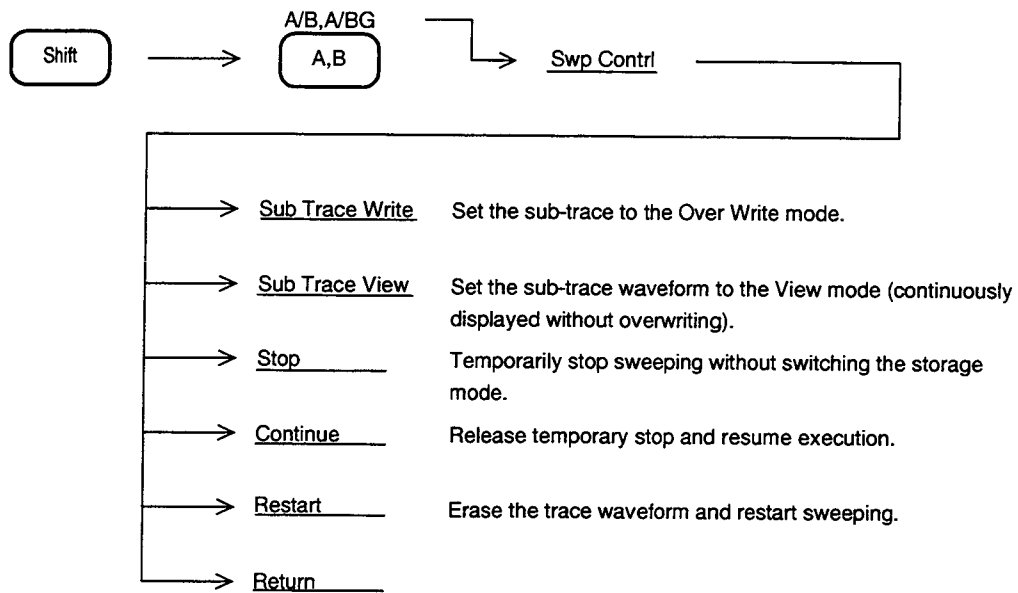 A/B,A/BG
Shift
A,B
Swp Contrl
Sub Trace Write Set the sub-trace to the Over Write mode.
Sub Trace View Set the sub-trace waveform to the View mode (continuously
displayed without overwriting).
Stop Temporarily stop sweeping without switching the storage
mode.
Continue Release temporary stop and resume execution.
Restart Erase the trace waveform and restart sweeping.
Return